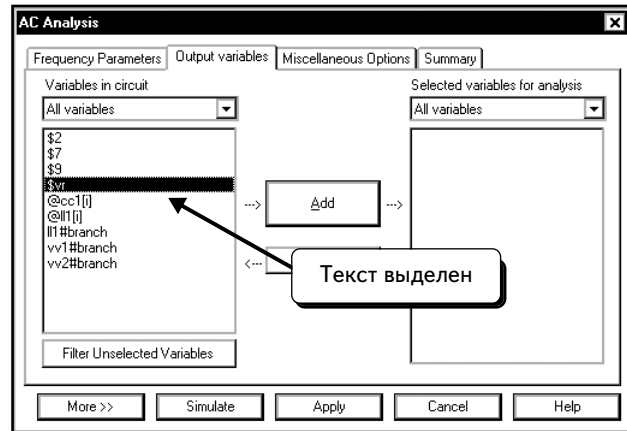 AC Analysis
Frequency Parameters Output variables Miscellaneous Options Summary
Variables in circuit Selected variables for analysis
All variables All variables
$2
$7
$9
$vr
@cc1[i]
@ll1[i]
ll1#branch
vv1#branch
vv2#branch
---> Add --->
<---
Текст выделен
Filter Unselected Variables
More >> Simulate Apply Cancel Help